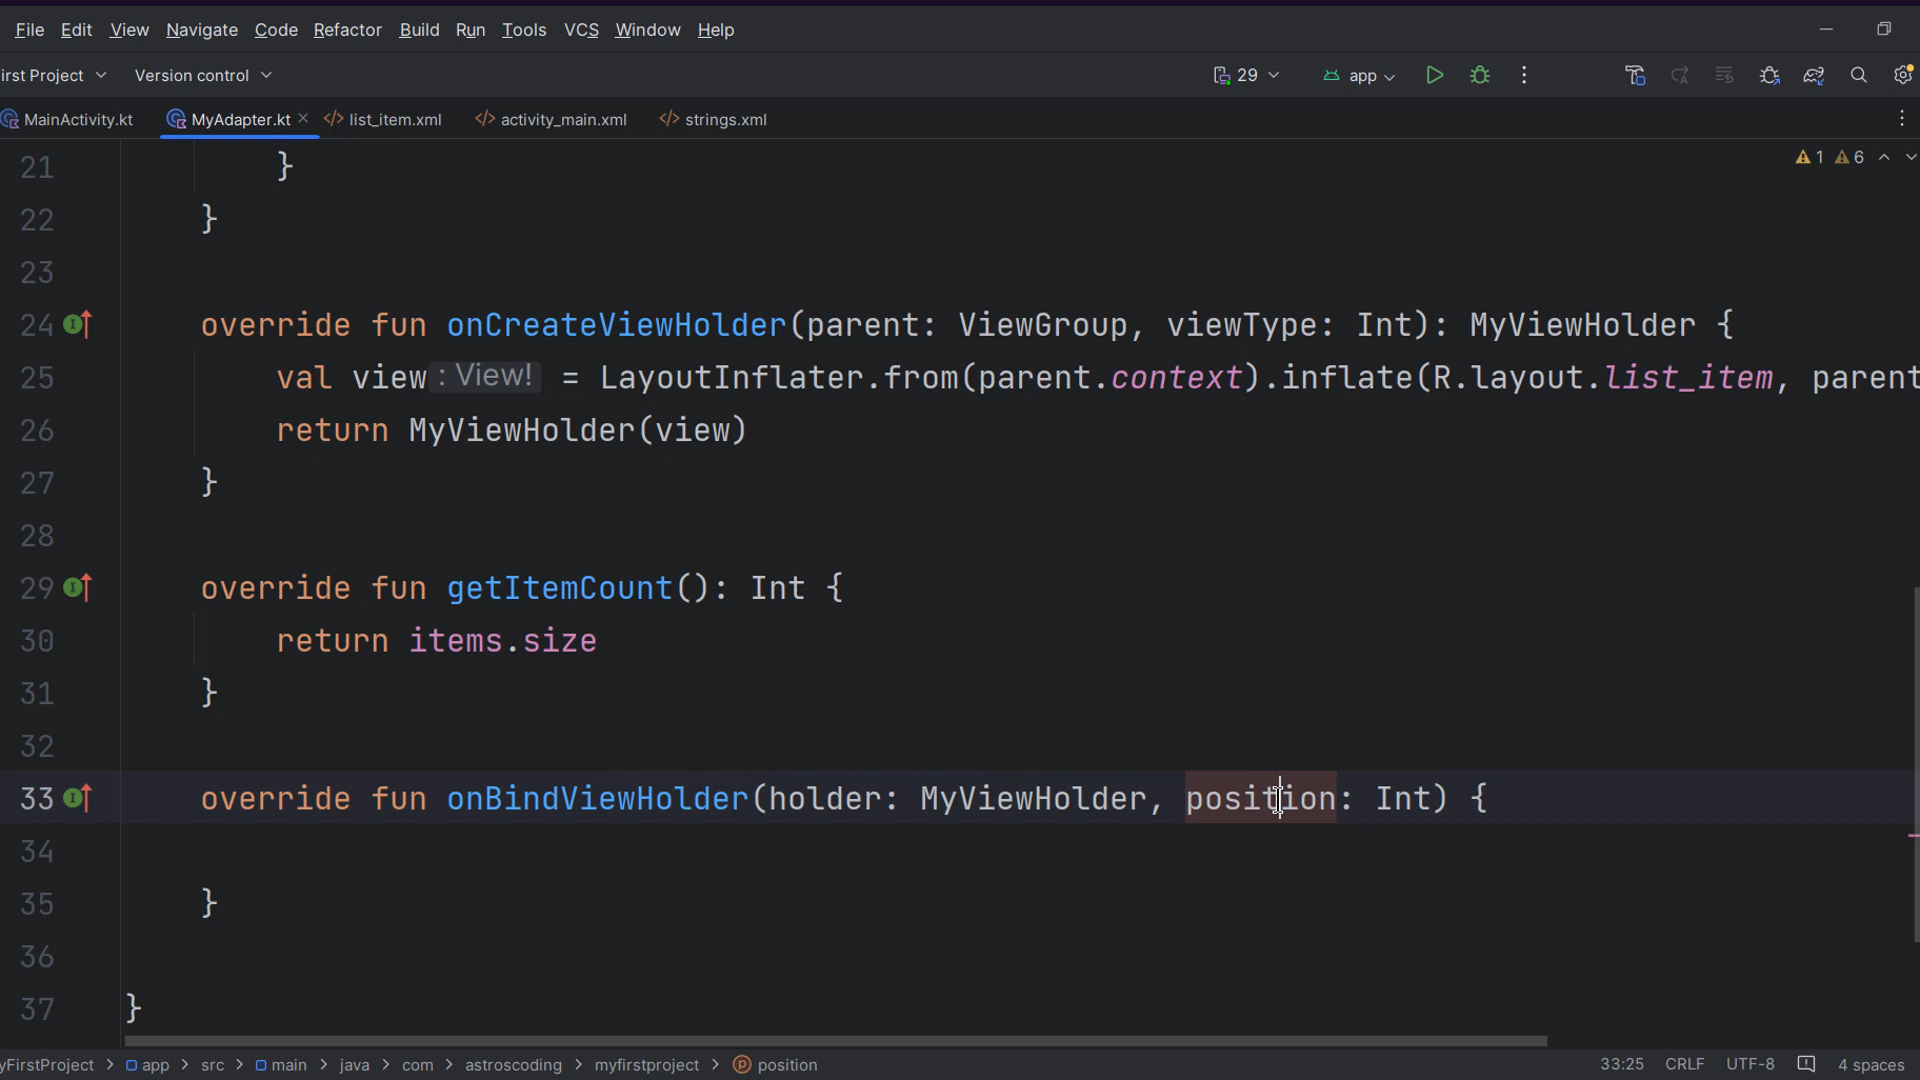 File Edit View Navigate Code Refactor Build Run Tools VCS Window Help
irst Project Version control 29 app
MainActivity.kt MyAdapter.kt list_item.xml activity_main.xml strings.xml
21 }
1 6
22 }
23
24 override fun onCreateViewHolder(parent: ViewGroup, viewType: Int): MyViewHolder {
25 val view : View! = LayoutInflater.from(parent.context).inflate(R.layout.list_item, parent
26 return MyViewHolder(view)
27 }
28
29 override fun getItemCount(): Int {
30 return items.size
31 }
32
33 override fun onBindViewHolder(holder: MyViewHolder, position: Int) {
34
35 }
36
37 }
yFirstProject > app > src > main > java > com > astroscoding > myfirstproject > position 33:25 CRLF UTF-8 4 spaces